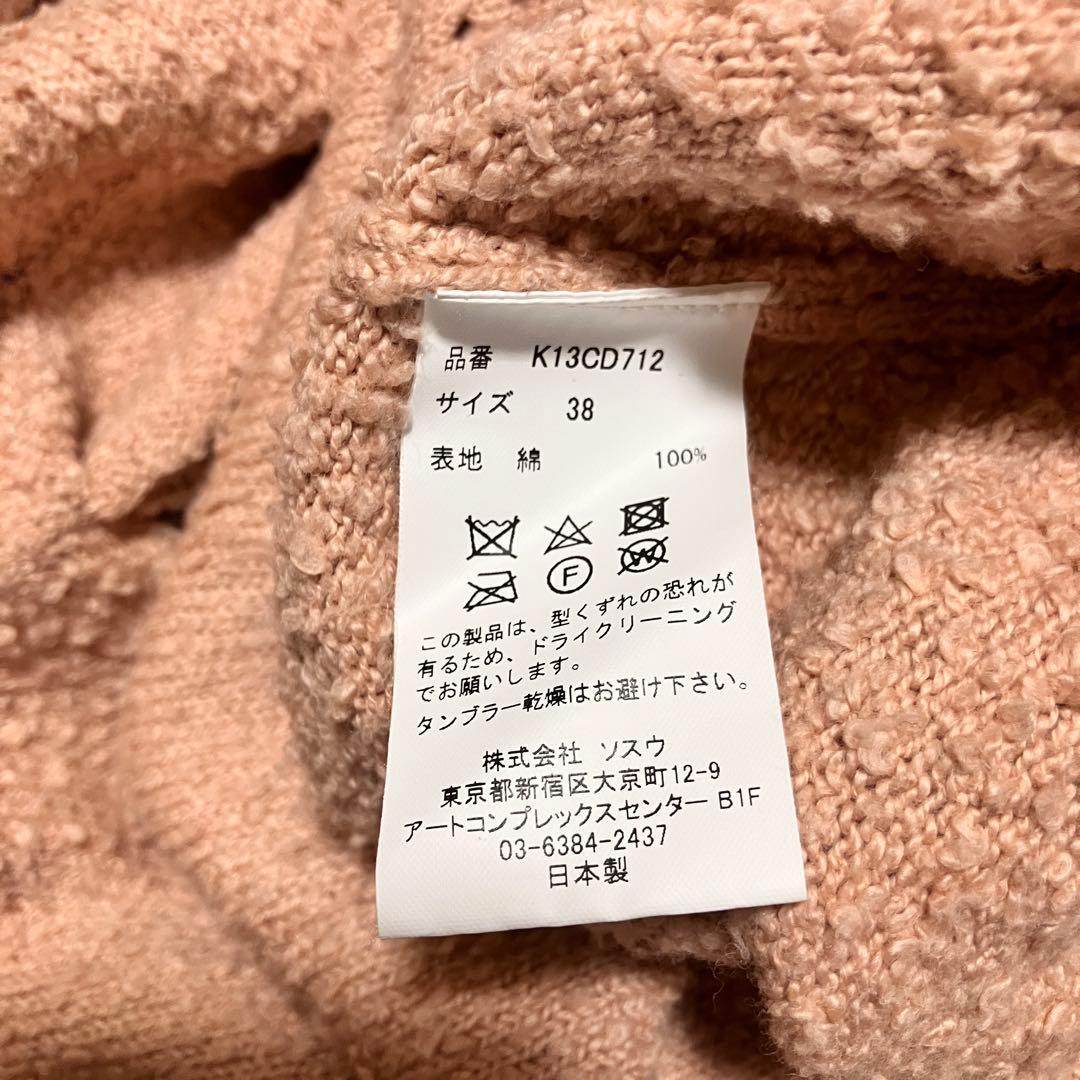 品番 K13CD712
サイズ 38
表地 綿 100%
F W
この製品は、型くずれの恐れが
有るため、ドライクリーニング
でお願いします。
タンブラー乾燥はお避け下さい。
株式会社 ソスウ
東京都新宿区大京町12-9
アートコンプレックスセンター B1F
03-6384-2437
日本製